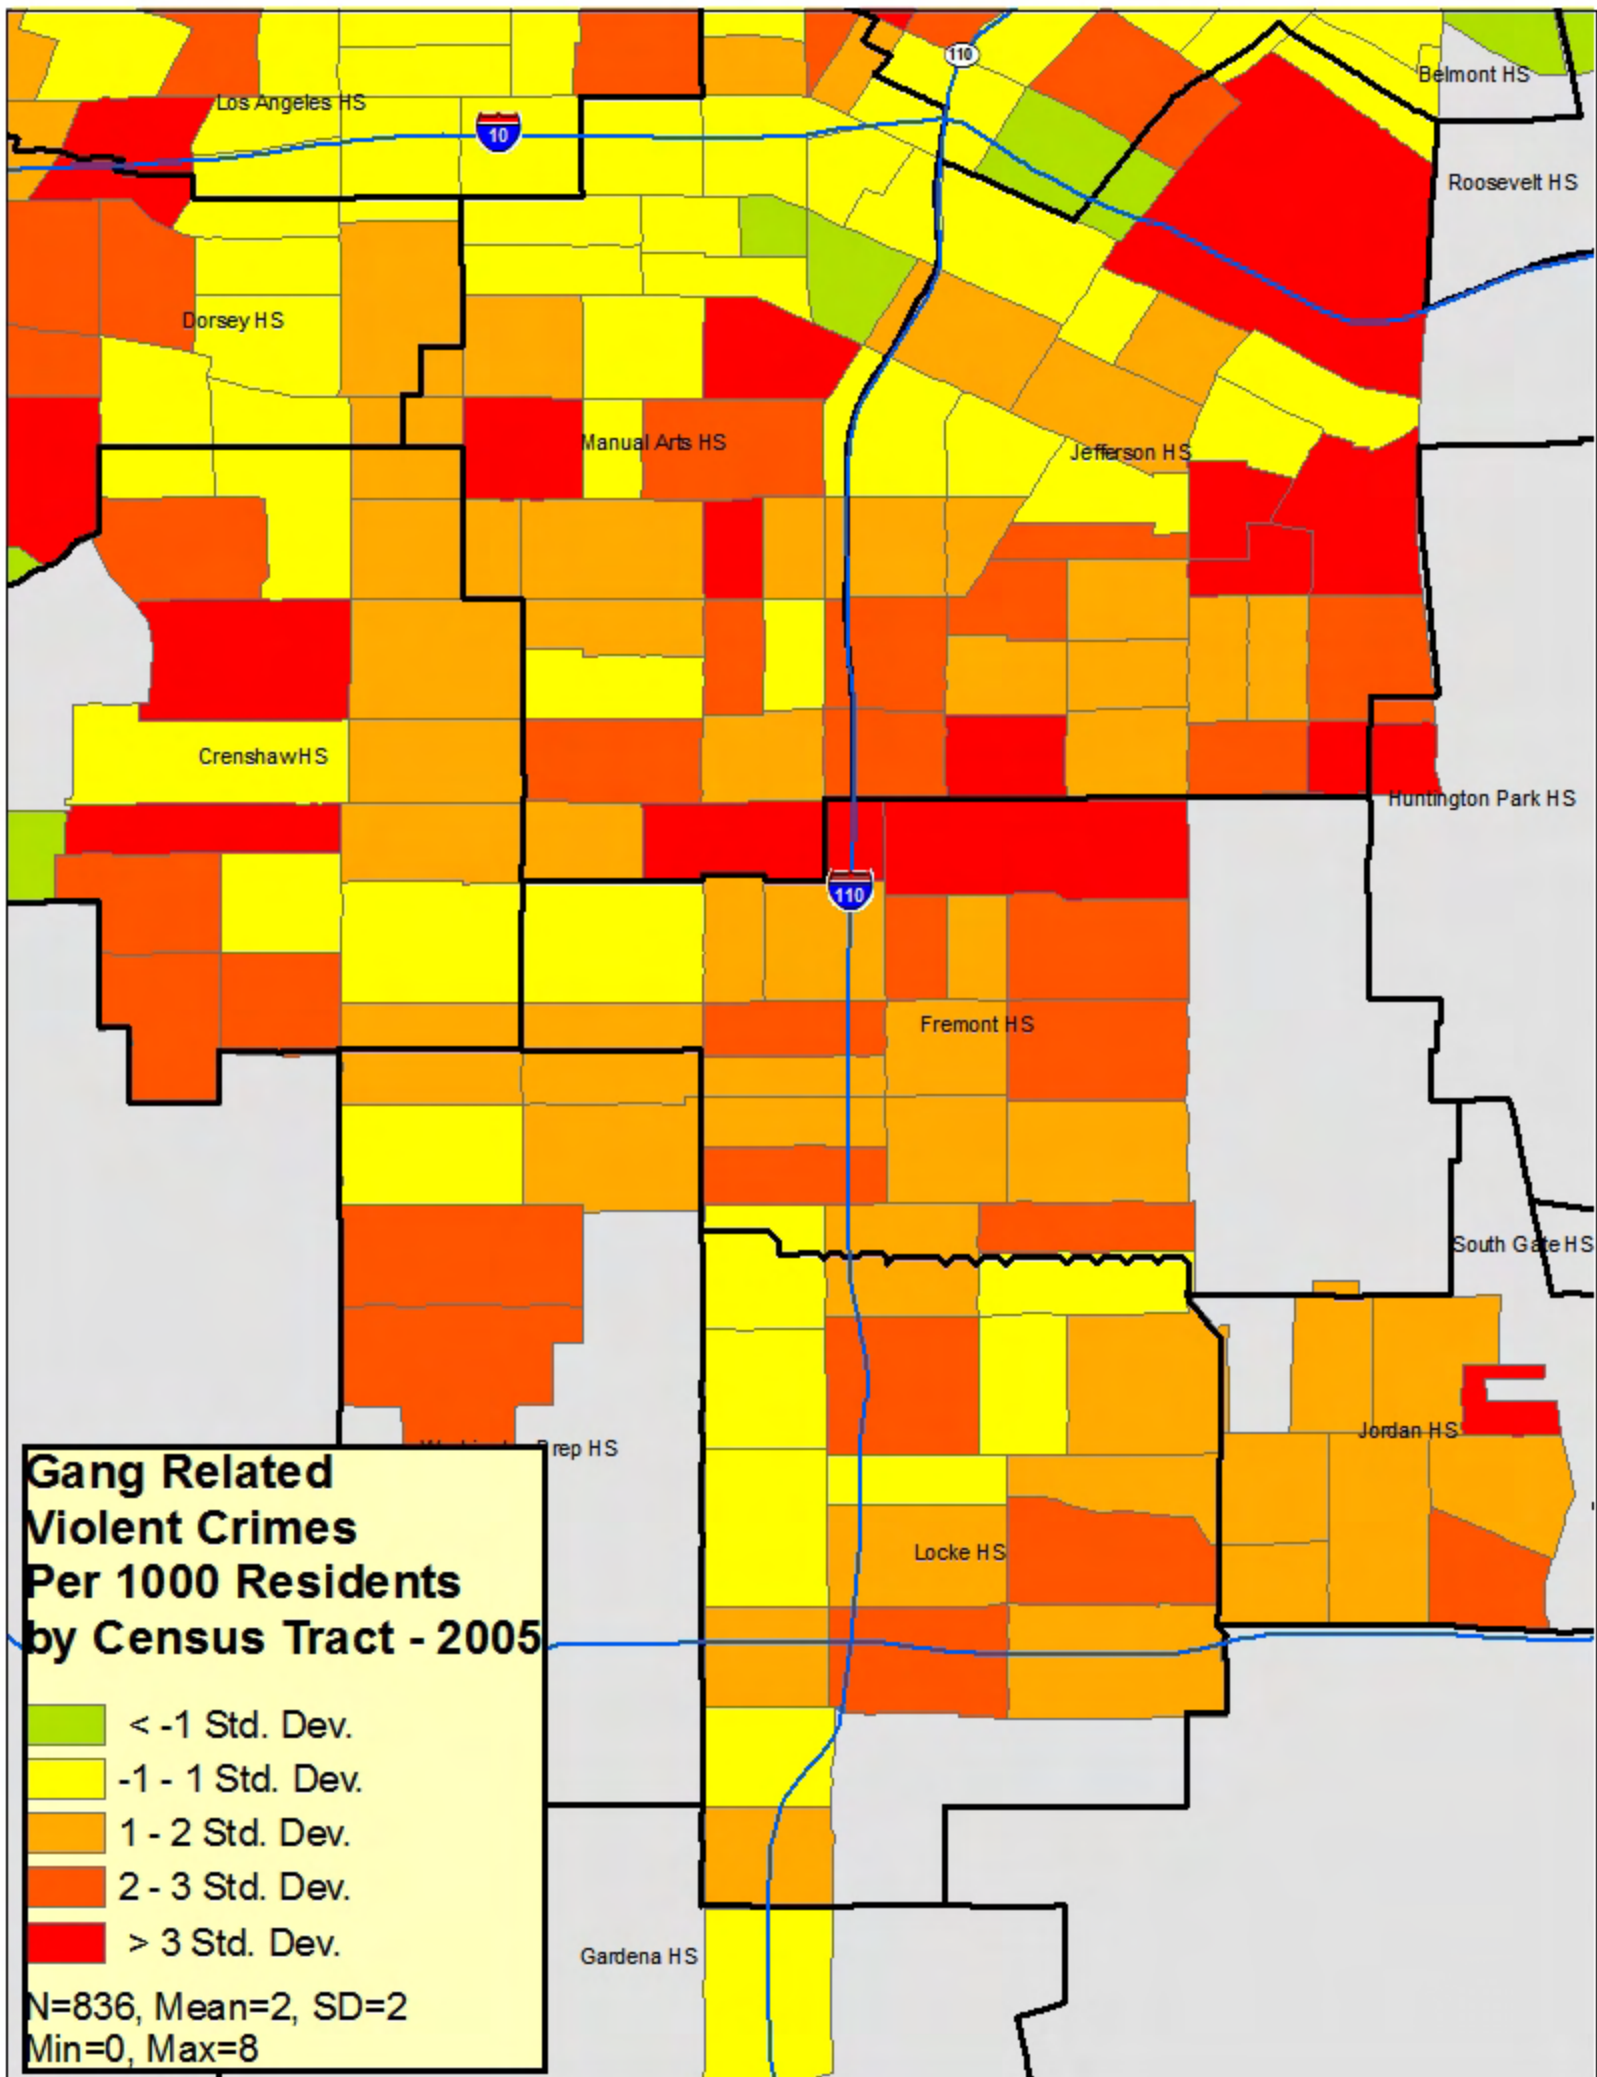 110
Belmont HS
Los Angeles HS
10
Roosevelt HS
Dorsey HS
Manual Arts HS
Jefferson HS
CrenshawHS
Huntington Park HS
110
Fremont HS
South Gate HS
Jordan HS
Prep HS
Locke HS
Gardena HS
Gang Related
Violent Crimes
Per 1000 Residents
by Census Tract - 2005
< -1 Std. Dev.
-1 - 1 Std. Dev.
1 - 2 Std. Dev.
2 - 3 Std. Dev.
> 3 Std. Dev.
N=836, Mean=2, SD=2
Min=0, Max=8